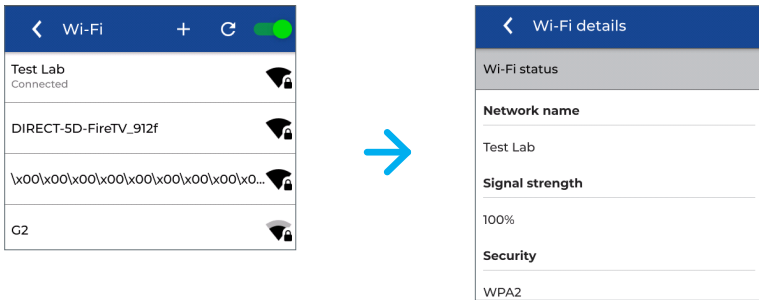 Wi-Fi
Test Lab
Connected
DIRECT-5D-FireTV_912f
\x00\x00\x00\x00\x00\x00\x00\x00\x0...
G2
Wi-Fi details
Wi-Fi status
Network name
Test Lab
Signal strength
100%
Security
WPA2